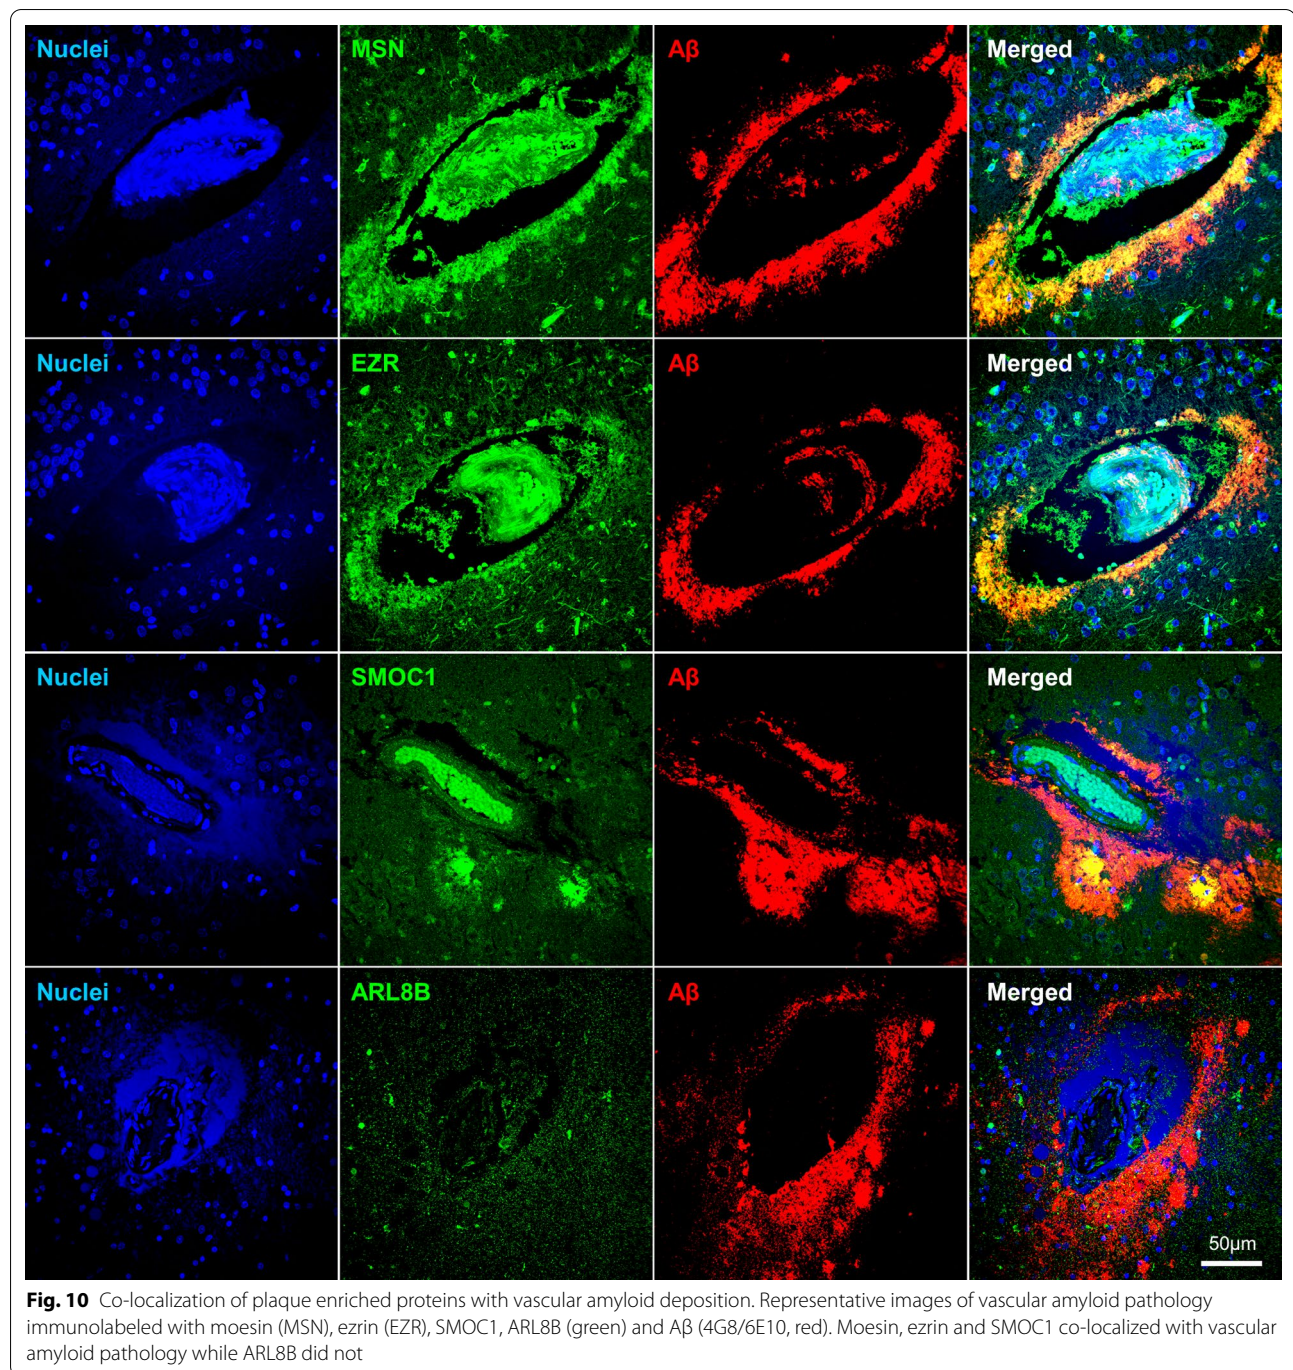 Nuclei MSN Aβ Merged
Nuclei EZR Aβ Merged
Nuclei SMOC1 Aβ Merged
Nuclei ARL8B Aβ Merged
50μm
Fig. 10 Co-localization of plaque enriched proteins with vascular amyloid deposition. Representative images of vascular amyloid pathology
immunolabeled with moesin (MSN), ezrin (EZR), SMOC1, ARL8B (green) and Aβ (4G8/6E10, red). Moesin, ezrin and SMOC1 co-localized with vascular
amyloid pathology while ARL8B did not